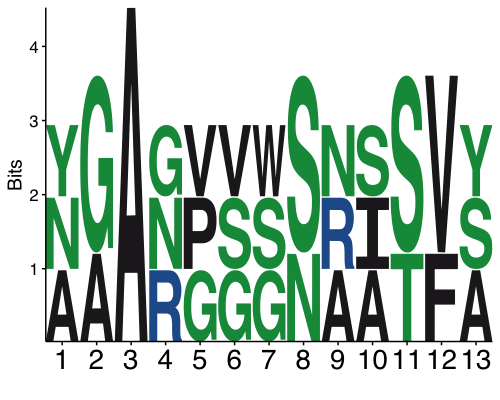 Bits
4
3
2
1
Y G A G V V W S N S S V Y
N A N P S S N R I T F S
A R G G G A A A
1 2 3 4 5 6 7 8 9 10 11 12 13